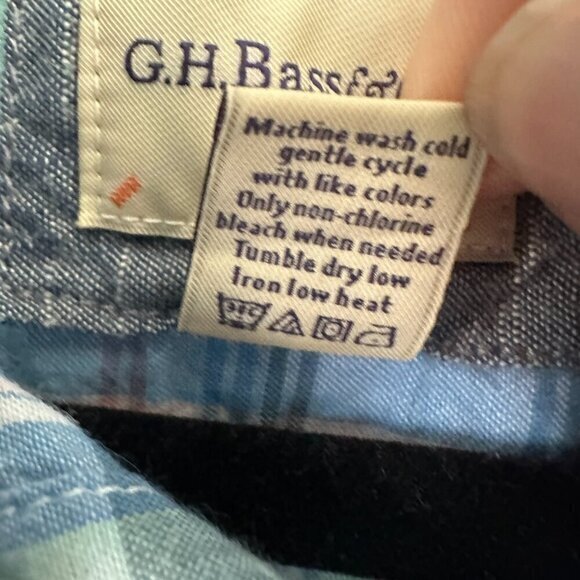 G.H. Bass &
Machine wash cold
gentle cycle
with like colors
Only non-chlorine
bleach when needed
Tumble dry low
Iron low heat